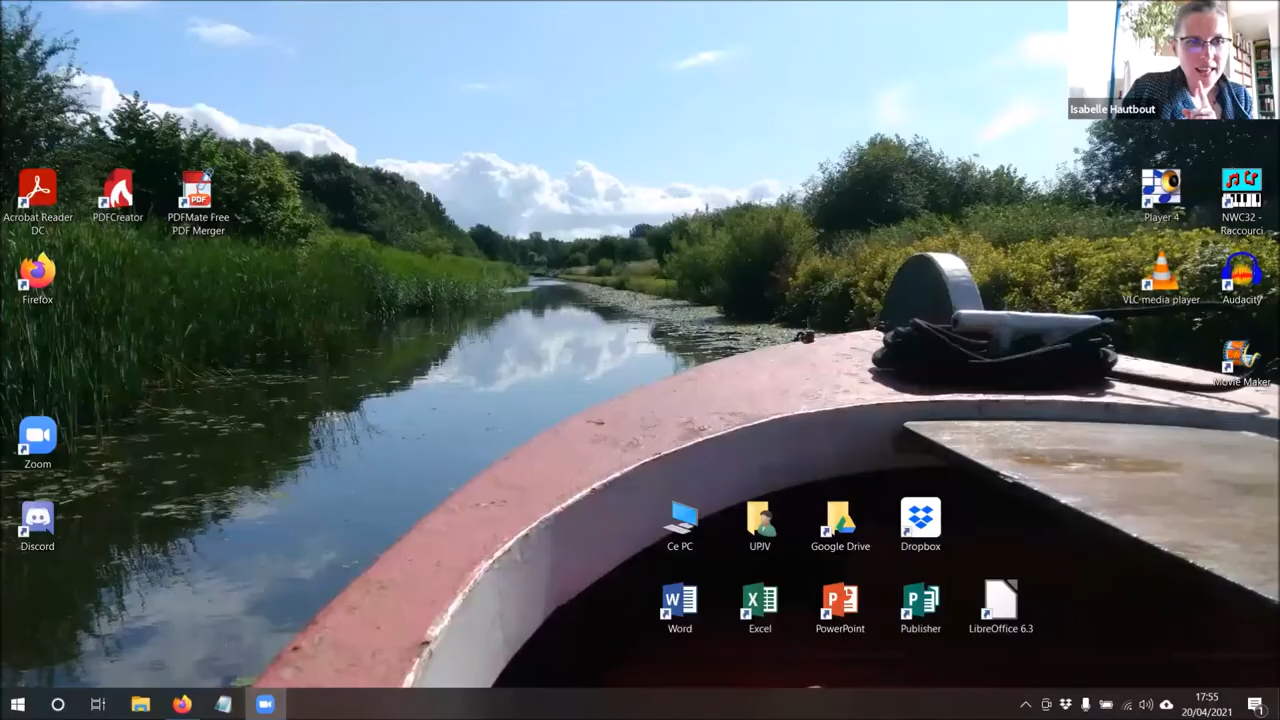 Isabelle Hautbout
Acrobat Reader
DC
PDFCreator
PDF
PDFMate Free
PDF Merger
Player 4
NWC32 -
Raccourci
Firefox
VLC media player
Audacity
Movie Maker
Zoom
Discord
Ce PC
UPJV
Google Drive
Dropbox
Word
Excel
PowerPoint
Publisher
LibreOffice 6.3
17:55
20/04/2021
1